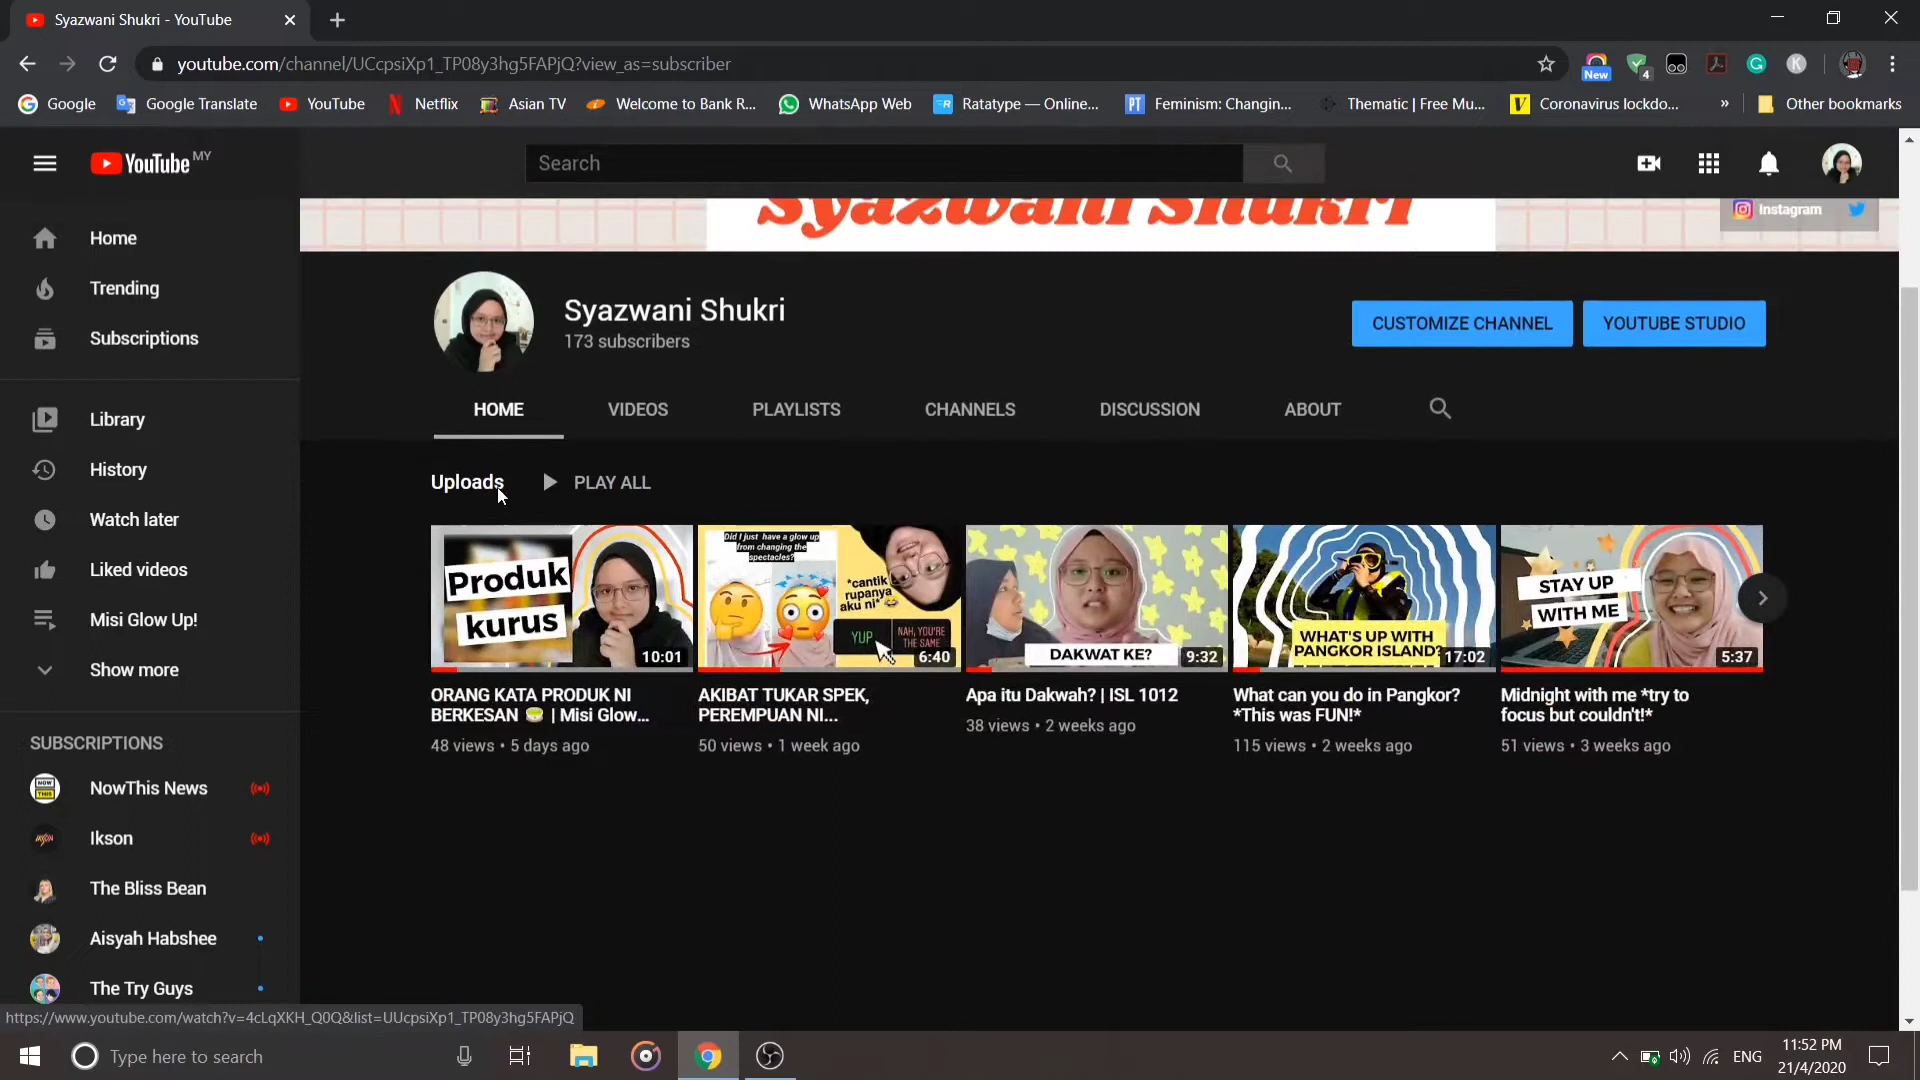 Syazwani Shukri - YouTube
youtube.com/channel/UCcpsiXp1_TP08y3hg5FAPjQ?view_as=subscriber
New
4
Google
Google Translate
YouTube
Netflix
Asian TV
Welcome to Bank R...
WhatsApp Web
Ratatype — Online...
PT
Feminism: Changin...
Thematic | Free Mu...
Coronavirus lockdo...
»
Other bookmarks
YouTube MY
Search
Syazwani Shukri
Instagram
Home
Trending
Subscriptions
Library
History
Watch later
Liked videos
Misi Glow Up!
Show more
SUBSCRIPTIONS
NowThis News
Ikson
The Bliss Bean
Aisyah Habshee
The Try Guys
Syazwani Shukri
173 subscribers
CUSTOMIZE CHANNEL
YOUTUBE STUDIO
HOME
VIDEOS
PLAYLISTS
CHANNELS
DISCUSSION
ABOUT
Uploads
PLAY ALL
Produk
kurus
10:01
ORANG KATA PRODUK NI
BERKESAN 🍵 | Misi Glow...
48 views • 5 days ago
Did I just have a glow up
from changing the
spectacles?
*cantik
rupanya
aku ni*
YUP
NAH, YOU'RE
THE SAME
6:40
AKIBAT TUKAR SPEK,
PEREMPUAN NI...
50 views • 1 week ago
DAKWAT KE?
9:32
Apa itu Dakwah? | ISL 1012
38 views • 2 weeks ago
WHAT'S UP WITH
PANGKOR ISLAND?
17:02
What can you do in Pangkor?
*This was FUN!*
115 views • 2 weeks ago
STAY UP
WITH ME
5:37
Midnight with me *try to
focus but couldn't!*
51 views • 3 weeks ago
https://www.youtube.com/watch?v=4cLqXKH_Q0Q&list=UUcpsiXp1_TP08y3hg5FAPjQ
Type here to search
ENG
11:52 PM
21/4/2020